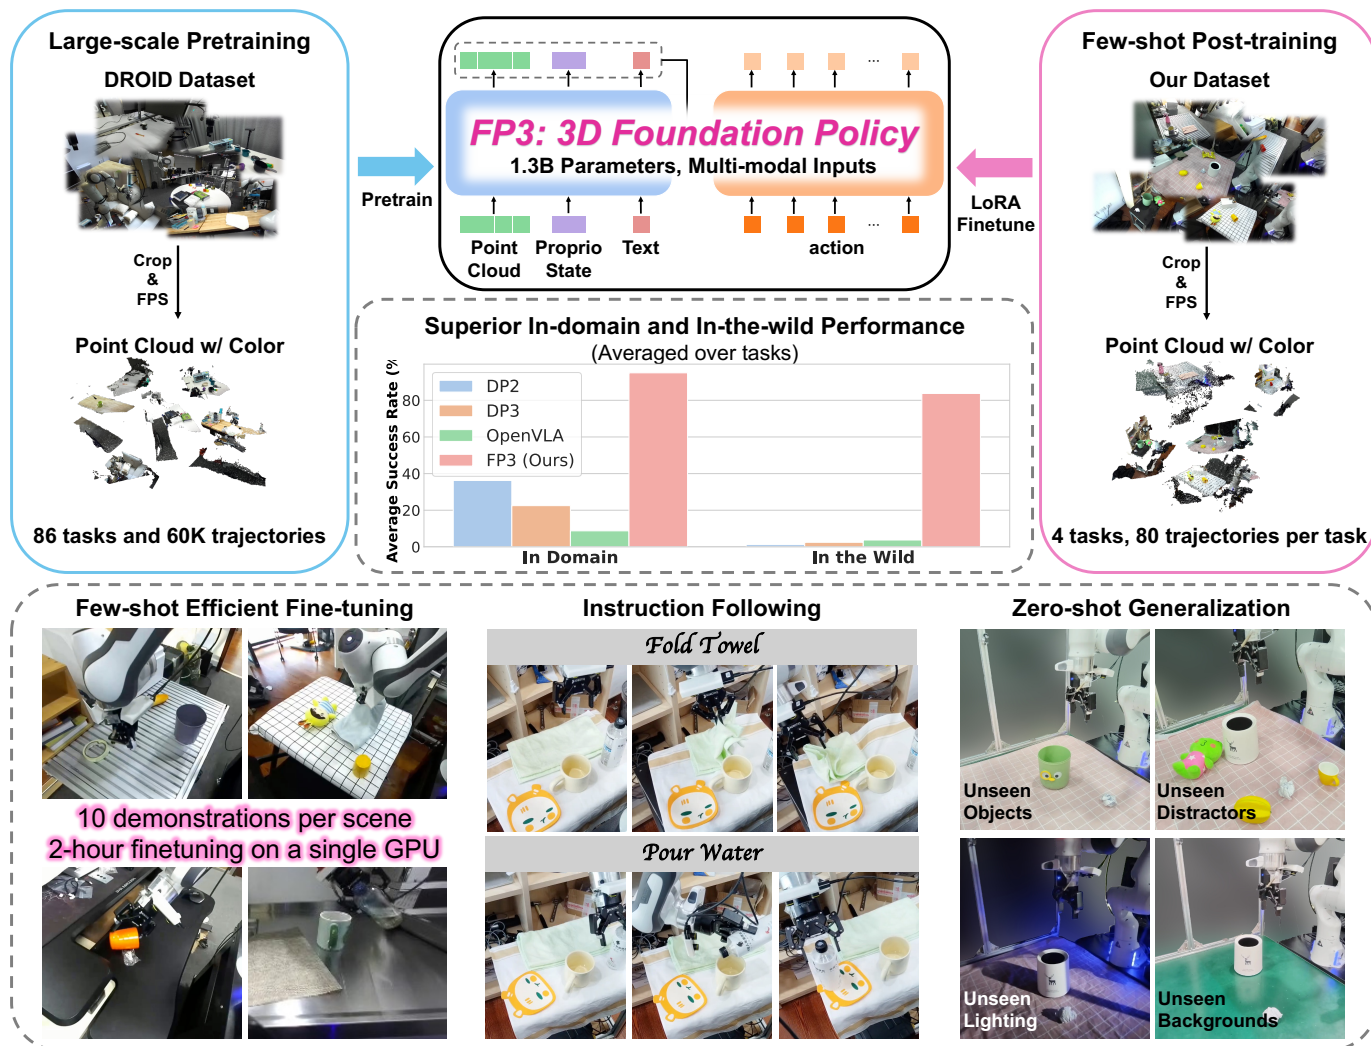 Large-scale Pretraining
DROID Dataset
Crop
&
FPS
Point Cloud w/ Color
86 tasks and 60K trajectories
Pretrain
FP3: 3D Foundation Policy
1.3B Parameters, Multi-modal Inputs
Point
Cloud
Proprio
State
Text
action
...
...
LoRA
Finetune
Few-shot Post-training
Our Dataset
Crop
&
FPS
Point Cloud w/ Color
4 tasks, 80 trajectories per task
Superior In-domain and In-the-wild Performance
(Averaged over tasks)
Average Success Rate (%
80
60
40
20
0
DP2
DP3
OpenVLA
FP3 (Ours)
In Domain
In the Wild
Few-shot Efficient Fine-tuning
10 demonstrations per scene
2-hour finetuning on a single GPU
Instruction Following
Fold Towel
Pour Water
Zero-shot Generalization
Unseen
Objects
Unseen
Distractors
Unseen
Lighting
Unseen
Backgrounds